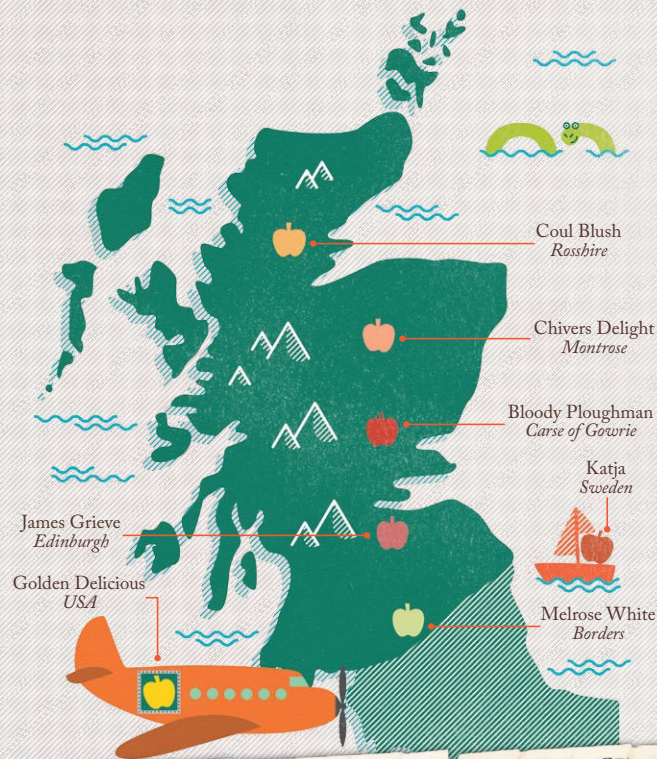 Coul Blush
Rosshire
Chivers Delight
Montrose
Bloody Ploughman
Carse of Gowrie
Katja
Sweden
James Grieve
Edinburgh
Golden Delicious
USA
Melrose White
Borders